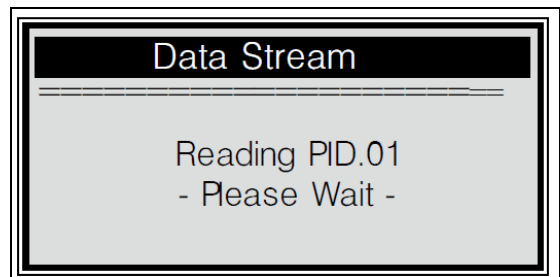 Data Stream
======================
Reading PID.01
- Please Wait -